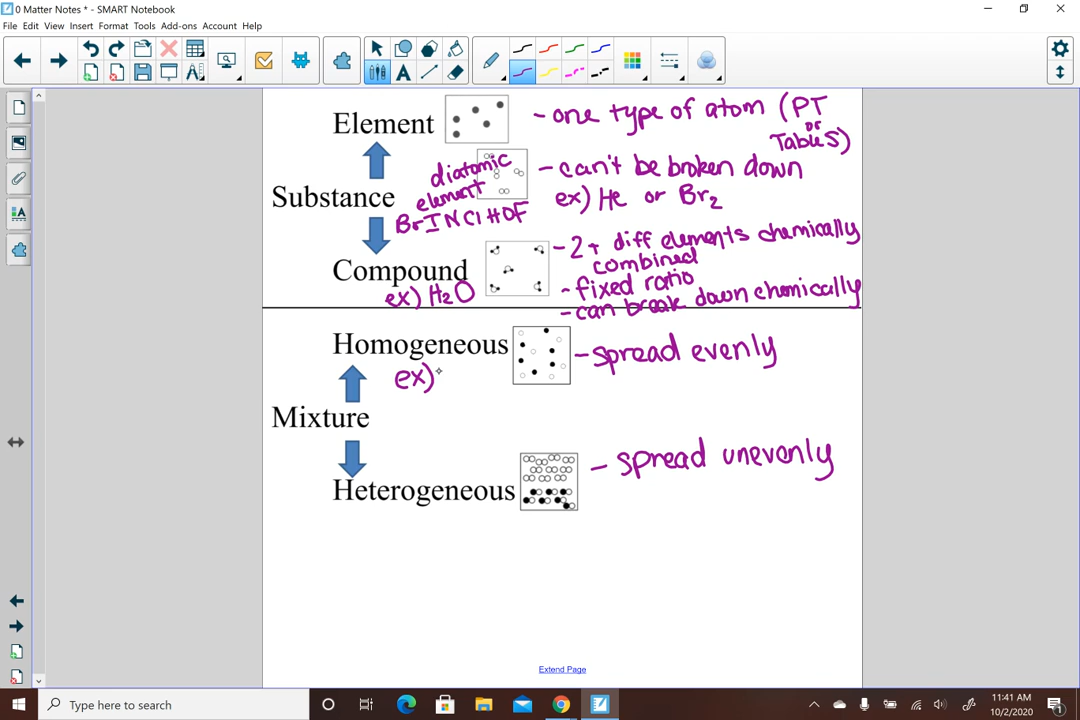 0 Matter Notes * - SMART Notebook
File Edit View Insert Format Tools Add-ons Account Help
Element
- one type of atom (PT
or
Table S)
diatomic
element
BrINClHOF
- can't be broken down
ex) He or Br2
Substance
- 2+ diff elements chemically
combined
Compound
ex) H2O
- fixed ratio
- can break down chemically
Homogeneous
- spread evenly
ex)
Mixture
- spread unevenly
Heterogeneous
Extend Page
Type here to search
11:41 AM
10/2/2020
1